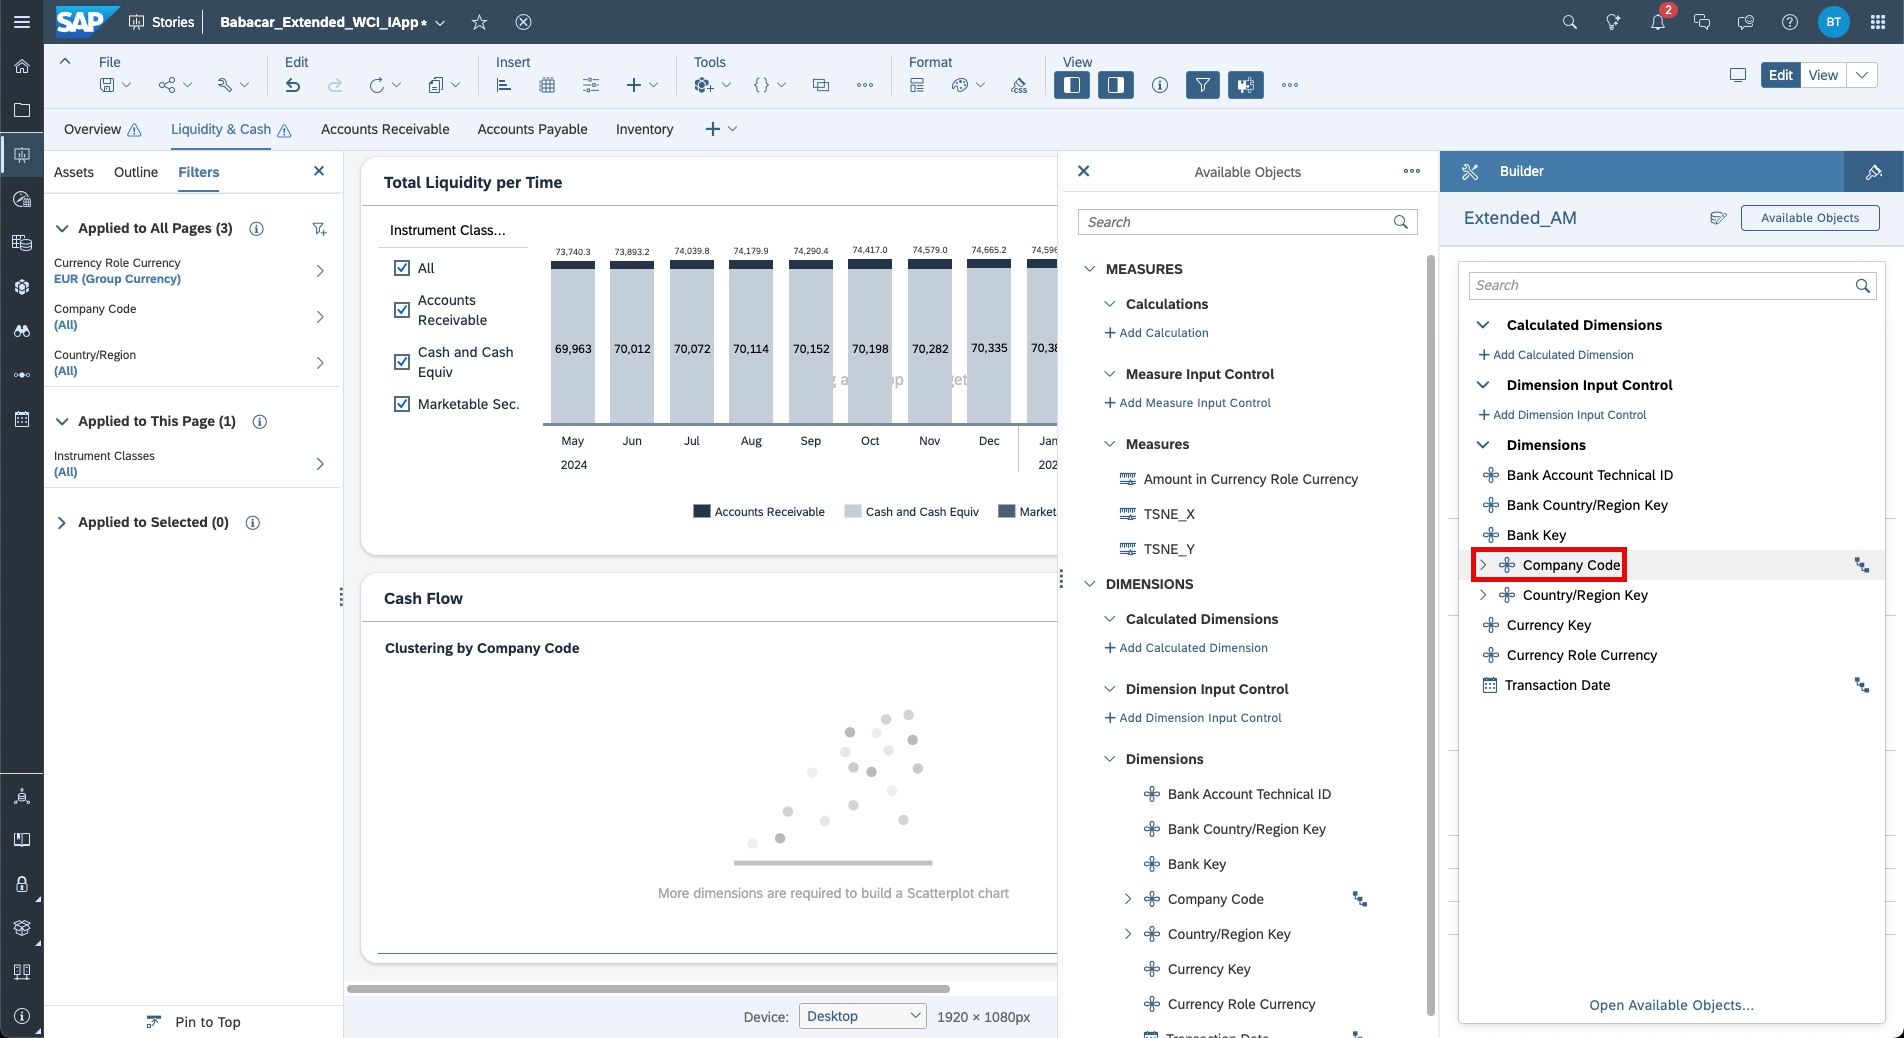 SAP
Stories
Babacar_Extended_WCI_IApp*
2
BT
File
Edit
Insert
Tools
Format
View
CSS
Edit
View
Overview
Liquidity & Cash
Accounts Receivable
Accounts Payable
Inventory
Assets
Outline
Filters
Applied to All Pages (3)
Currency Role Currency
EUR (Group Currency)
Company Code
(All)
Country/Region
(All)
Applied to This Page (1)
Instrument Classes
(All)
Applied to Selected (0)
Pin to Top
Total Liquidity per Time
Instrument Class...
All
Accounts
Receivable
Cash and Cash
Equiv
Marketable Sec.
73,740.3
73,893.2
74,039.8
74,179.9
74,290.4
74,417.0
74,579.0
74,665.2
74,596
69,963
70,012
70,072
70,114
70,152
70,198
70,282
70,335
70,38
May
Jun
Jul
Aug
Sep
Oct
Nov
Dec
Jan
2024
202
Accounts Receivable
Cash and Cash Equiv
Market
Cash Flow
Clustering by Company Code
More dimensions are required to build a Scatterplot chart
Device:
Desktop
1920 × 1080px
Available Objects
Search
MEASURES
Calculations
+ Add Calculation
Measure Input Control
+ Add Measure Input Control
Measures
Amount in Currency Role Currency
TSNE_X
TSNE_Y
DIMENSIONS
Calculated Dimensions
+ Add Calculated Dimension
Dimension Input Control
+ Add Dimension Input Control
Dimensions
Bank Account Technical ID
Bank Country/Region Key
Bank Key
Company Code
Country/Region Key
Currency Key
Currency Role Currency
Transaction Date
Builder
Extended_AM
Available Objects
Search
Calculated Dimensions
+ Add Calculated Dimension
Dimension Input Control
+ Add Dimension Input Control
Dimensions
Bank Account Technical ID
Bank Country/Region Key
Bank Key
Company Code
Country/Region Key
Currency Key
Currency Role Currency
Transaction Date
Open Available Objects...